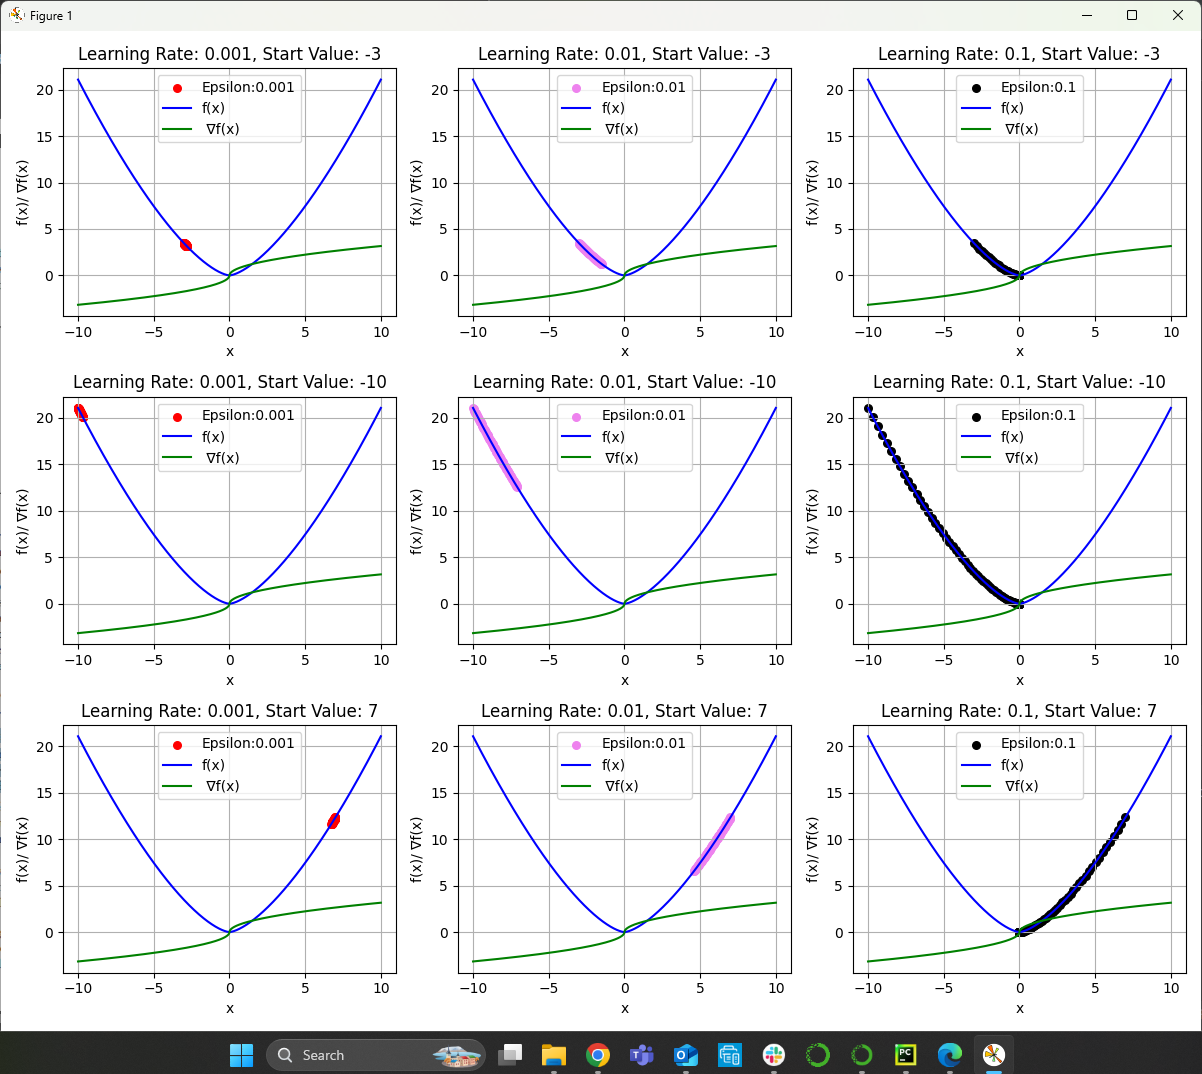 Figure 1
Learning Rate: 0.001, Start Value: -3
Learning Rate: 0.01, Start Value: -3
Learning Rate: 0.1, Start Value: -3
f(x)/ ∇f(x)
20
15
10
5
0
Epsilon:0.001
f(x)
∇f(x)
−10 −5 0 5 10
x
f(x)/ ∇f(x)
20
15
10
5
0
Epsilon:0.01
f(x)
∇f(x)
−10 −5 0 5 10
x
f(x)/ ∇f(x)
20
15
10
5
0
Epsilon:0.1
f(x)
∇f(x)
−10 −5 0 5 10
x
Learning Rate: 0.001, Start Value: -10
Learning Rate: 0.01, Start Value: -10
Learning Rate: 0.1, Start Value: -10
f(x)/ ∇f(x)
20
15
10
5
0
Epsilon:0.001
f(x)
∇f(x)
−10 −5 0 5 10
x
f(x)/ ∇f(x)
20
15
10
5
0
Epsilon:0.01
f(x)
∇f(x)
−10 −5 0 5 10
x
f(x)/ ∇f(x)
20
15
10
5
0
Epsilon:0.1
f(x)
∇f(x)
−10 −5 0 5 10
x
Learning Rate: 0.001, Start Value: 7
Learning Rate: 0.01, Start Value: 7
Learning Rate: 0.1, Start Value: 7
f(x)/ ∇f(x)
20
15
10
5
0
Epsilon:0.001
f(x)
∇f(x)
−10 −5 0 5 10
x
f(x)/ ∇f(x)
20
15
10
5
0
Epsilon:0.01
f(x)
∇f(x)
−10 −5 0 5 10
x
f(x)/ ∇f(x)
20
15
10
5
0
Epsilon:0.1
f(x)
∇f(x)
−10 −5 0 5 10
x
Search
PC